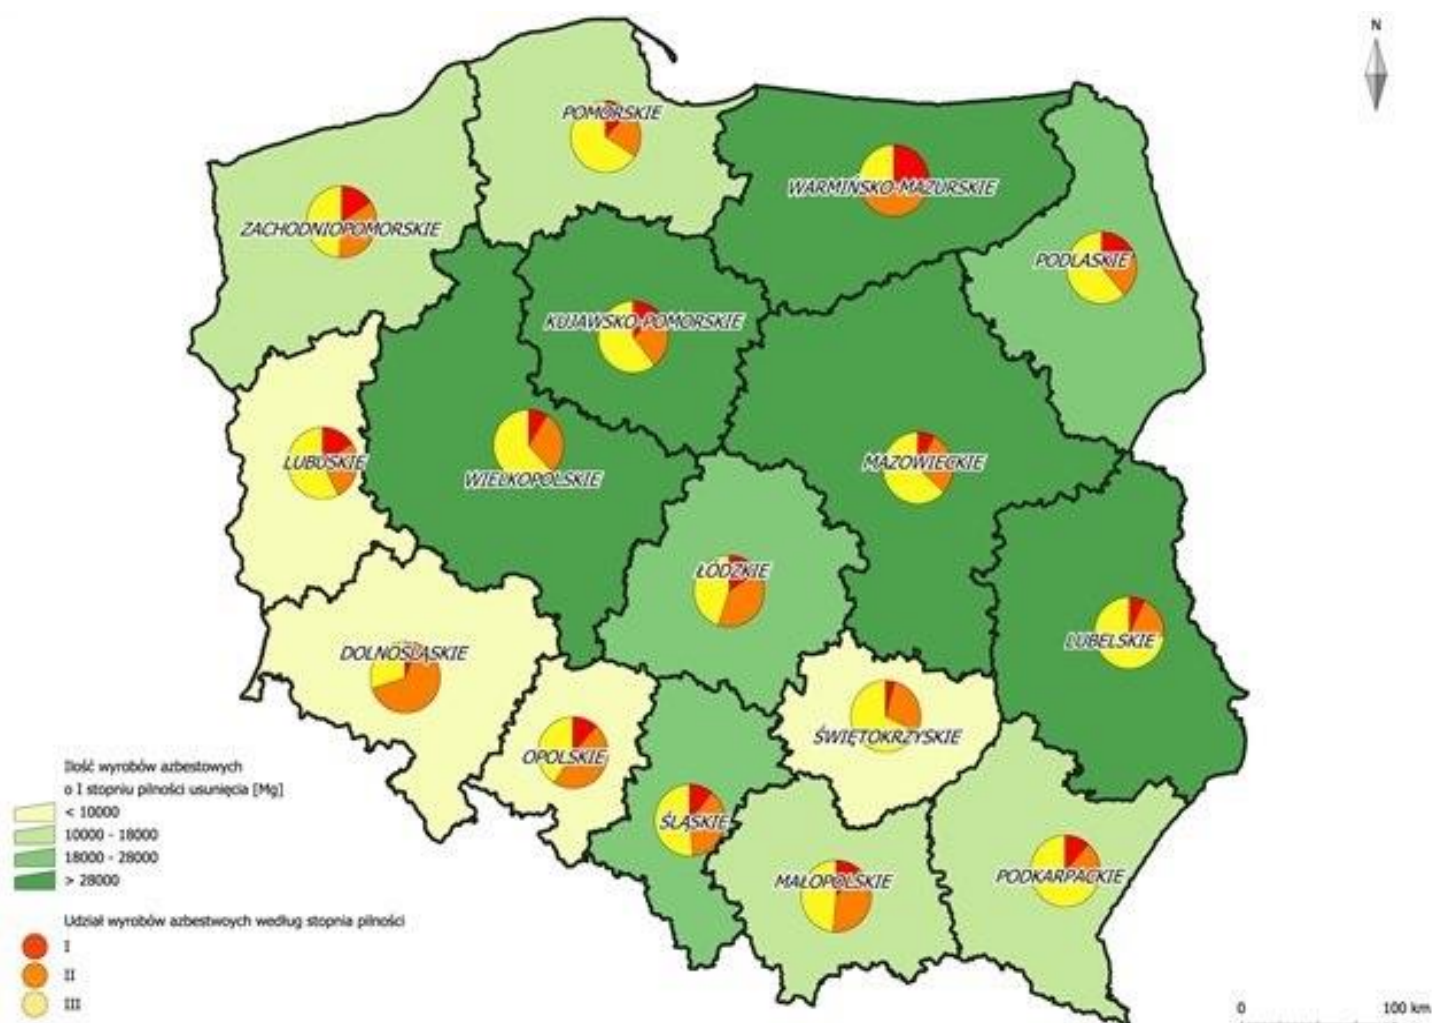 N
POMORSKIE
WARMIŃSKO-MAZURSKIE
ZACHODNIOPOMORSKIE
PODLASKIE
KUJAWSKO-POMORSKIE
LUBUSKIE
WIELKOPOLSKIE
MAZOWIECKIE
ŁÓDZKIE
LUBELSKIE
DOLNOŚLĄSKIE
OPOLSKIE
ŚWIĘTOKRZYSKIE
ŚLĄSKIE
MAŁOPOLSKIE
PODKARPACKIE
Ilość wyrobów azbestowych
o I stopniu pilności usunięcia [Mg]
< 10000
10000 - 18000
18000 - 28000
> 28000
Udział wyrobów azbestwoych według stopnia pilności
I
II
III
0 100 km